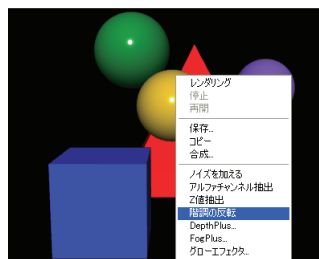 レンダリング
停止
再開
保存...
コピー
合成...
ノイズを加える
アルファチャンネル抽出
Z値抽出
階調の反転
DepthPlus...
FogPlus...
グローエフェクタ...